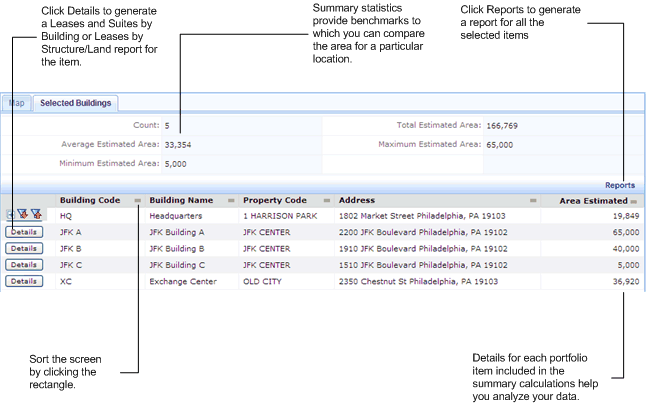 Click Details to generate
a Leases and Suites by
Building or Leases by
Structure/Land report for
the item.
Summary statistics
provide benchmarks to
which you can compare
the area for a particular
location.
Click Reports to generate
a report for all the
selected items
Map Selected Buildings
Count: 5 Total Estimated Area: 166,769
Average Estimated Area: 33,354 Maximum Estimated Area: 65,000
Minimum Estimated Area: 5,000
Reports
Building Code Building Name Property Code Address Area Estimated
HQ Headquarters 1 HARRISON PARK 1802 Market Street Philadelphia, PA 19103 19,849
Details JFK A JFK Building A JFK CENTER 2200 JFK Boulevard Philadelphia, PA 19102 65,000
Details JFK B JFK Building B JFK CENTER 1910 JFK Boulevard Philadelphia, PA 19102 40,000
Details JFK C JFK Building C JFK CENTER 1510 JFK Boulevard Philadelphia, PA 19102 5,000
Details XC Exchange Center OLD CITY 2350 Chestnut St Philadelphia, PA 19103 36,920
Sort the screen
by clicking the
rectangle.
Details for each portfolio
item included in the
summary calculations help
you analyze your data.